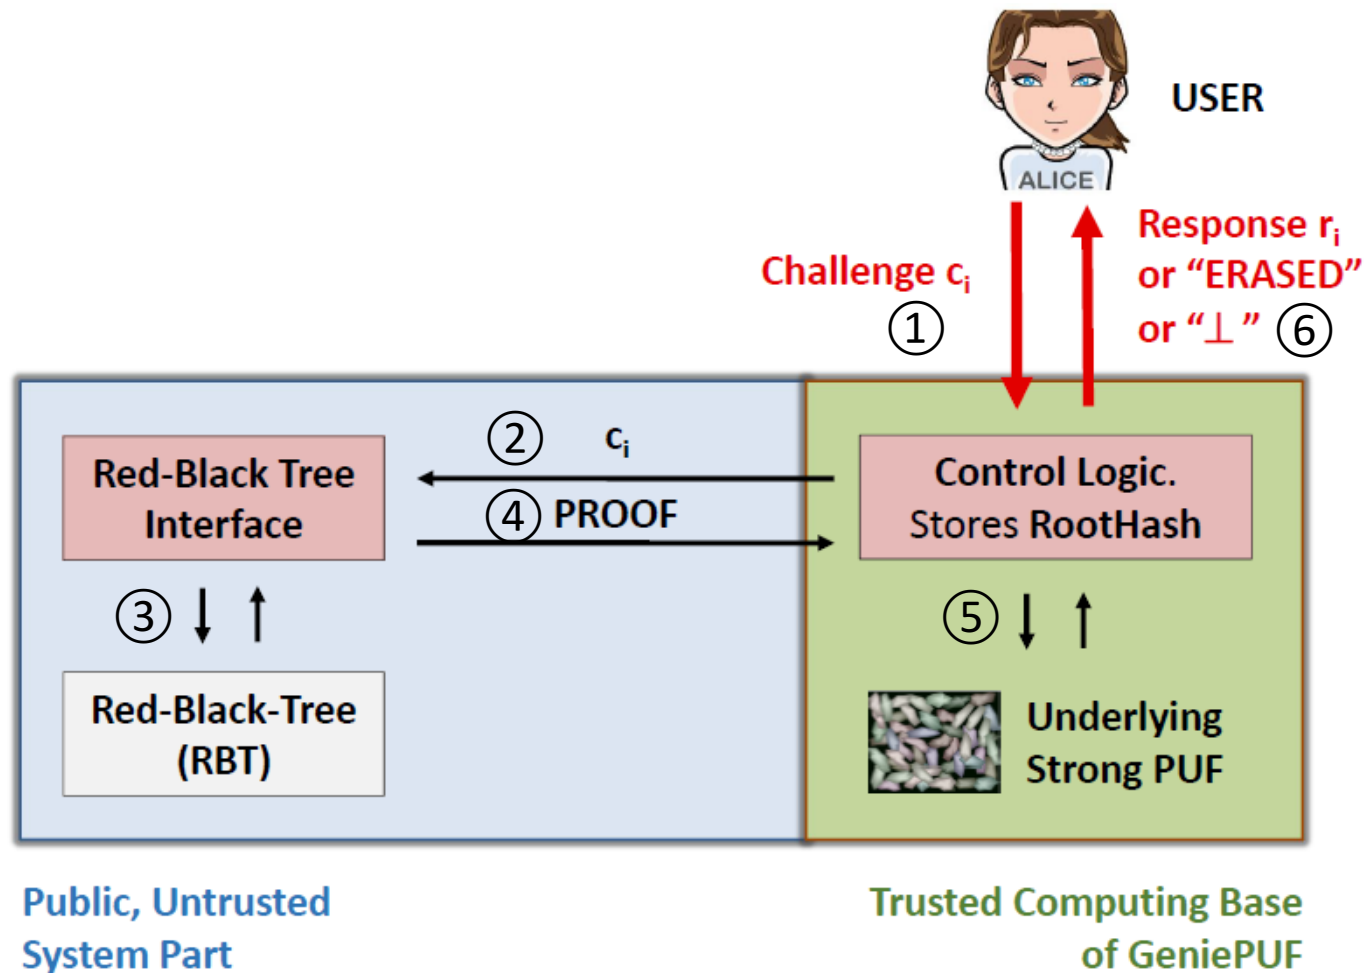 USER
ALICE
Challenge cᵢ
①
Response rᵢ
or “ERASED”
or “⊥” ⑥
② cᵢ
④ PROOF
Red-Black Tree
Interface
③
Red-Black-Tree
(RBT)
Control Logic.
Stores RootHash
⑤
Underlying
Strong PUF
Public, Untrusted
System Part
Trusted Computing Base
of GeniePUF